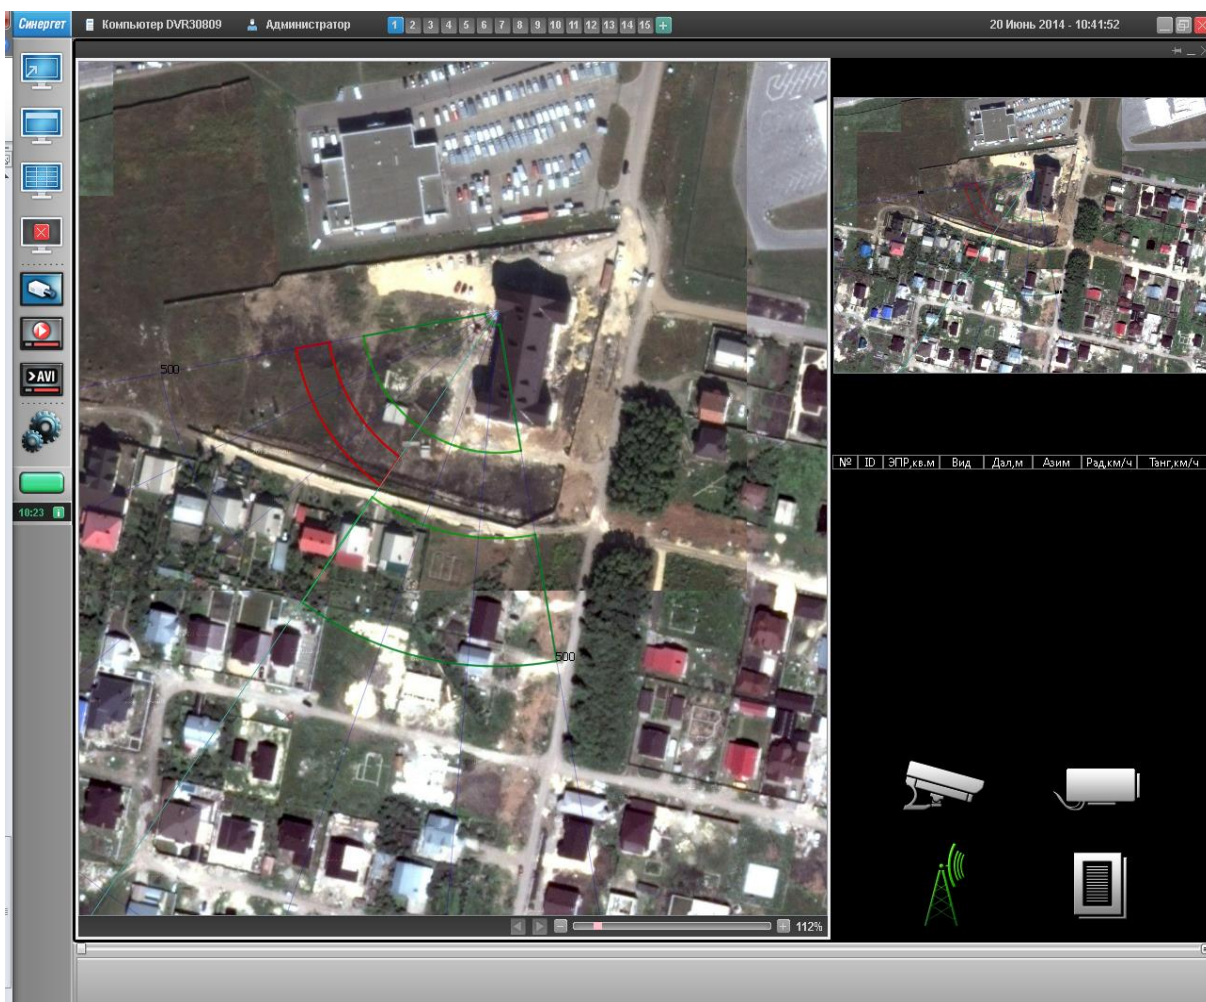 Синергет Компьютер DVR30809 Администратор 1 2 3 4 5 6 7 8 9 10 11 12 13 14 15 + 20 Июнь 2014 - 10:41:52
500
>AVI
№ ID ЭПР,кв.м Вид Дал,м Азим Рад,км/ч Танг,км/ч
10:23
500
112%